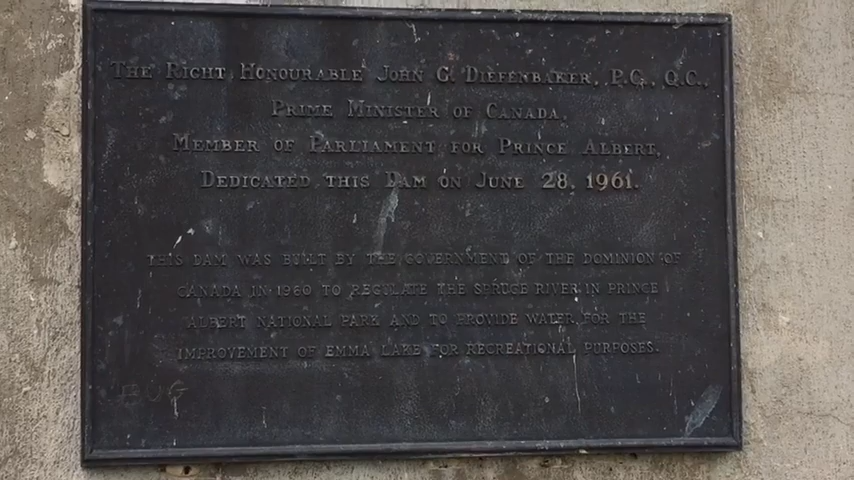 The Right Honourable John G. Diefenbaker, P.C., Q.C.,
Prime Minister of Canada,
Member of Parliament for Prince Albert,
Dedicated this Dam on June 28, 1961.
THIS DAM WAS BUILT BY THE GOVERNMENT OF THE DOMINION OF
CANADA IN 1960 TO REGULATE THE SPRUCE RIVER IN PRINCE
ALBERT NATIONAL PARK AND TO PROVIDE WATER FOR THE
IMPROVEMENT OF EMMA LAKE FOR RECREATIONAL PURPOSES.